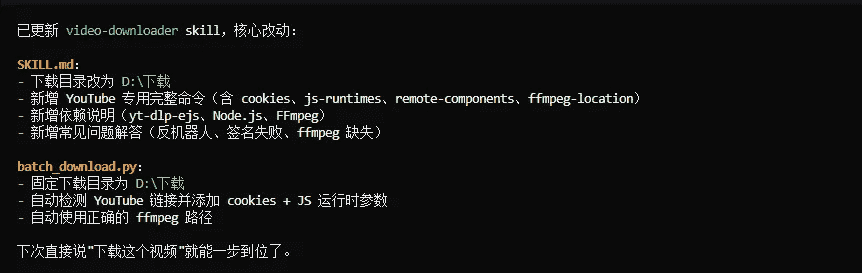 已更新 video-downloader skill，核心改动：
SKILL.md：
- 下载目录改为 D:\下载
- 新增 YouTube 专用完整命令（含 cookies、js-runtimes、remote-components、ffmpeg-location）
- 新增依赖说明（yt-dlp-ejs、Node.js、FFmpeg）
- 新增常见问题解答（反机器人、签名失败、ffmpeg 缺失）
batch_download.py：
- 固定下载目录为 D:\下载
- 自动检测 YouTube 链接并添加 cookies + JS 运行时参数
- 自动使用正确的 ffmpeg 路径
下次直接说"下载这个视频"就能一步到位了。